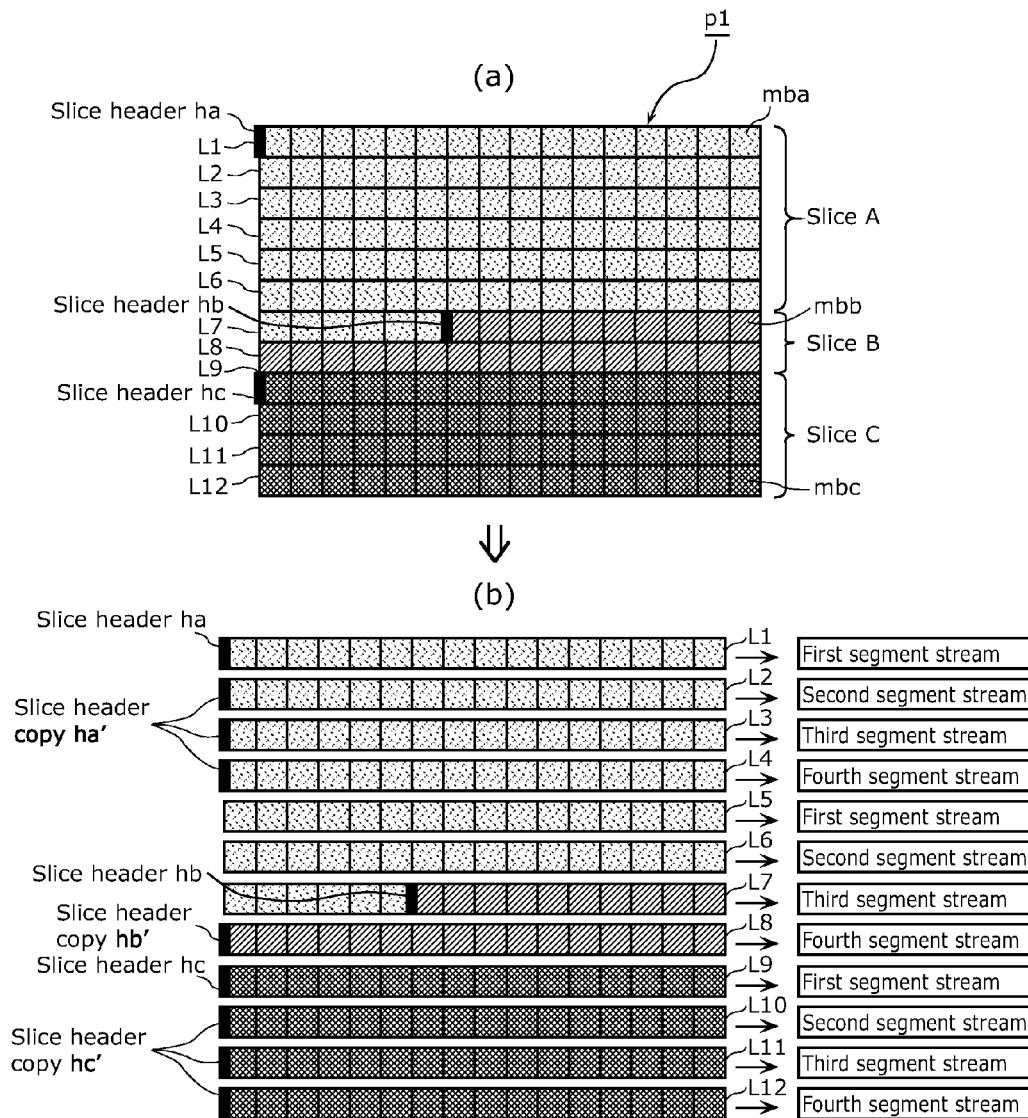 p1
(a)
Slice header ha
mba
L1
L2
L3
L4
L5
L6
Slice A
Slice header hb
L7
L8
L9
mbb
Slice B
Slice header hc
L10
L11
L12
Slice C
mbc
(b)
Slice header ha
L1
First segment stream
L2
Second segment stream
Slice header
copy ha’
L3
Third segment stream
L4
Fourth segment stream
L5
First segment stream
L6
Second segment stream
Slice header hb
L7
Third segment stream
Slice header
copy hb’
L8
Fourth segment stream
Slice header hc
L9
First segment stream
L10
Second segment stream
Slice header
copy hc’
L11
Third segment stream
L12
Fourth segment stream